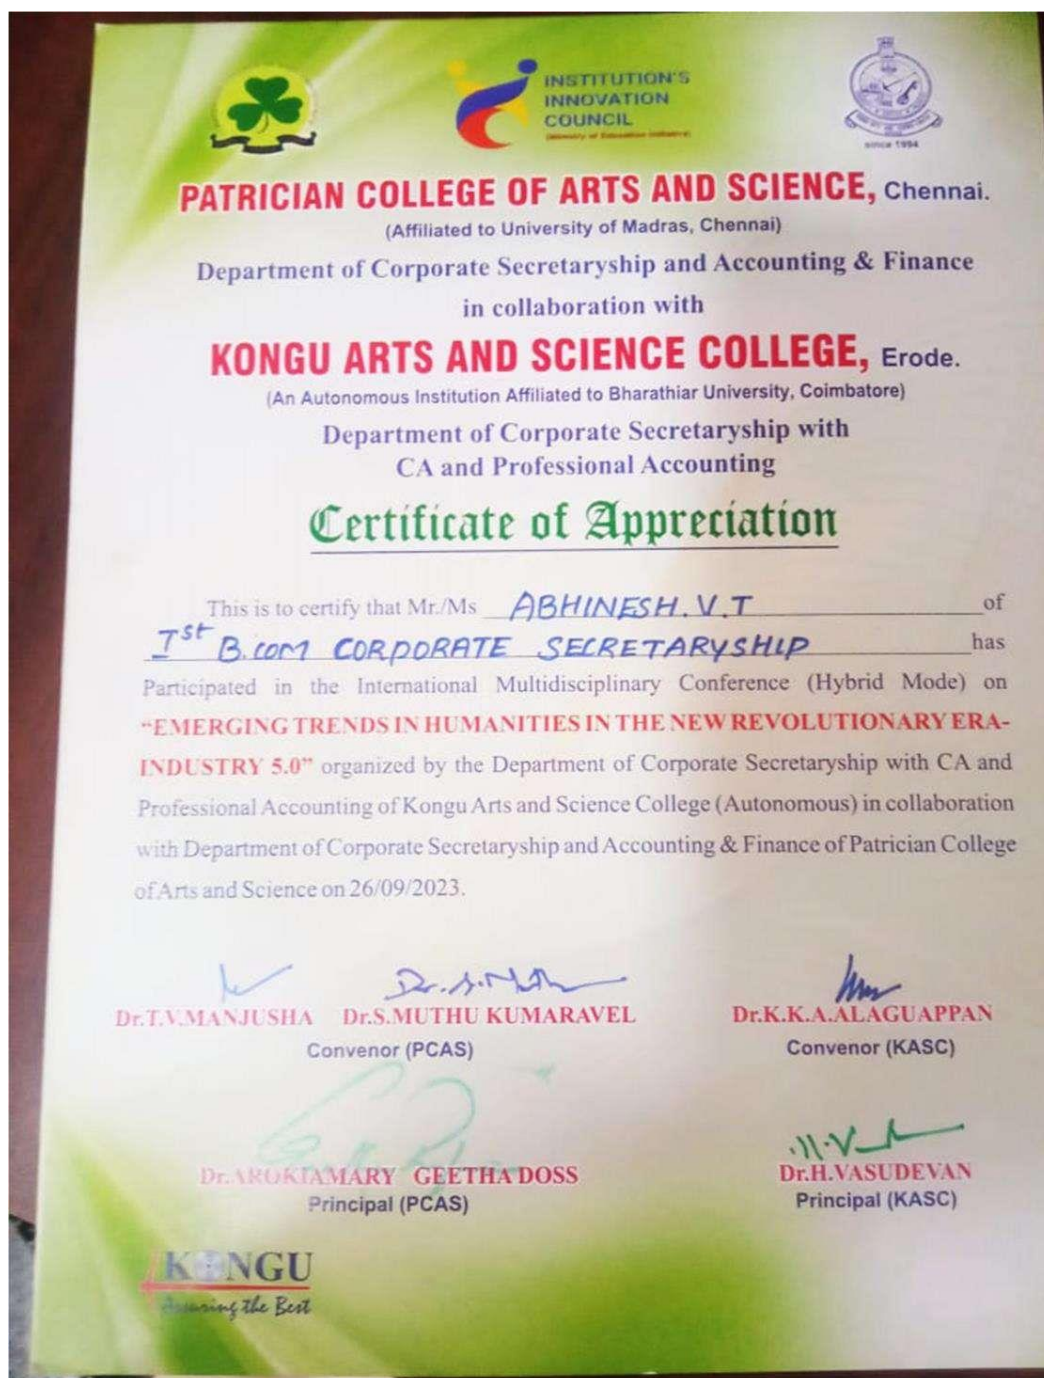 INSTITUTION'S
INNOVATION
COUNCIL
(Ministry of Education Initiative)
since 1994
PATRICIAN COLLEGE OF ARTS AND SCIENCE, Chennai.
(Affiliated to University of Madras, Chennai)
Department of Corporate Secretaryship and Accounting & Finance
in collaboration with
KONGU ARTS AND SCIENCE COLLEGE, Erode.
(An Autonomous Institution Affiliated to Bharathiar University, Coimbatore)
Department of Corporate Secretaryship with
CA and Professional Accounting
Certificate of Appreciation
This is to certify that Mr./Ms ABHINESH.V.T of
Ist B.com CORPORATE SECRETARYSHIP has
Participated in the International Multidisciplinary Conference (Hybrid Mode) on
“EMERGING TRENDS IN HUMANITIES IN THE NEW REVOLUTIONARY ERA-
INDUSTRY 5.0” organized by the Department of Corporate Secretaryship with CA and
Professional Accounting of Kongu Arts and Science College (Autonomous) in collaboration
with Department of Corporate Secretaryship and Accounting & Finance of Patrician College
of Arts and Science on 26/09/2023.
Dr.T.V.MANJUSHA Dr.S.MUTHU KUMARAVEL Dr.K.K.A.ALAGUAPPAN
Convenor (PCAS) Convenor (KASC)
Dr.AROKIAMARY GEETHA DOSS Dr.H.VASUDEVAN
Principal (PCAS) Principal (KASC)
KONGU
Assuring the Best